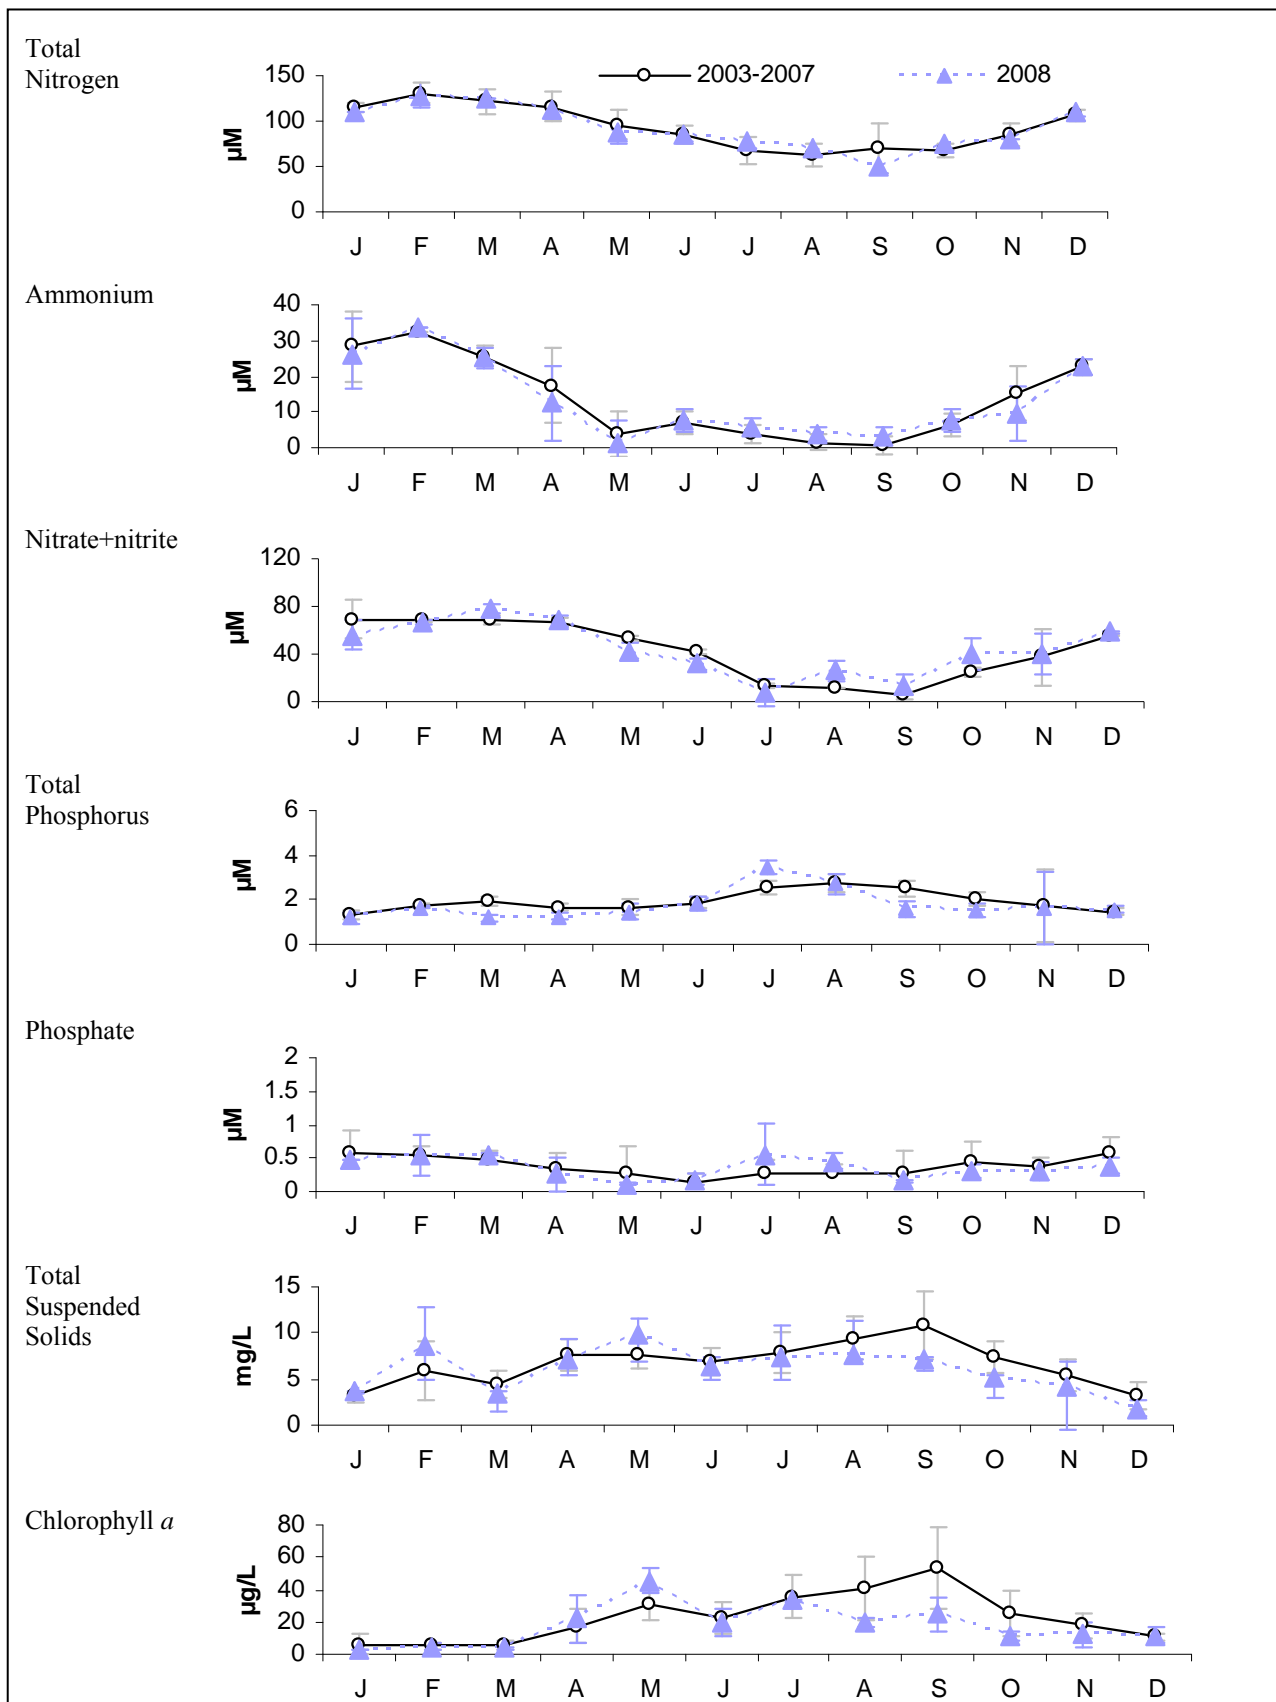 Total
Nitrogen
150
100
50
0
µM
2003-2007
2008
J F M A M J J A S O N D
Ammonium
40
30
20
10
0
µM
J F M A M J J A S O N D
Nitrate+nitrite
120
80
40
0
µM
J F M A M J J A S O N D
Total
Phosphorus
6
4
2
0
µM
J F M A M J J A S O N D
Phosphate
2
1.5
1
0.5
0
µM
J F M A M J J A S O N D
Total
Suspended
Solids
15
10
5
0
mg/L
J F M A M J J A S O N D
Chlorophyll a
80
60
40
20
0
µg/L
J F M A M J J A S O N D